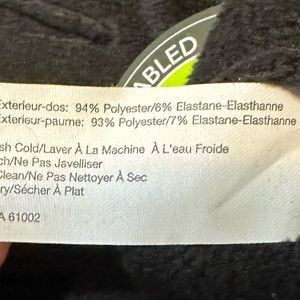 ABLED
Exterieur-dos: 94% Polyester/6% Elastane-Elasthanne
Exterieur-paume: 93% Polyester/7% Elastane-Elasthanne
sh Cold/Laver À La Machine À L'eau Froide
ch/Ne Pas Javelliser
Clean/Ne Pas Nettoyer À Sec
ry/Sécher À Plat
A 61002